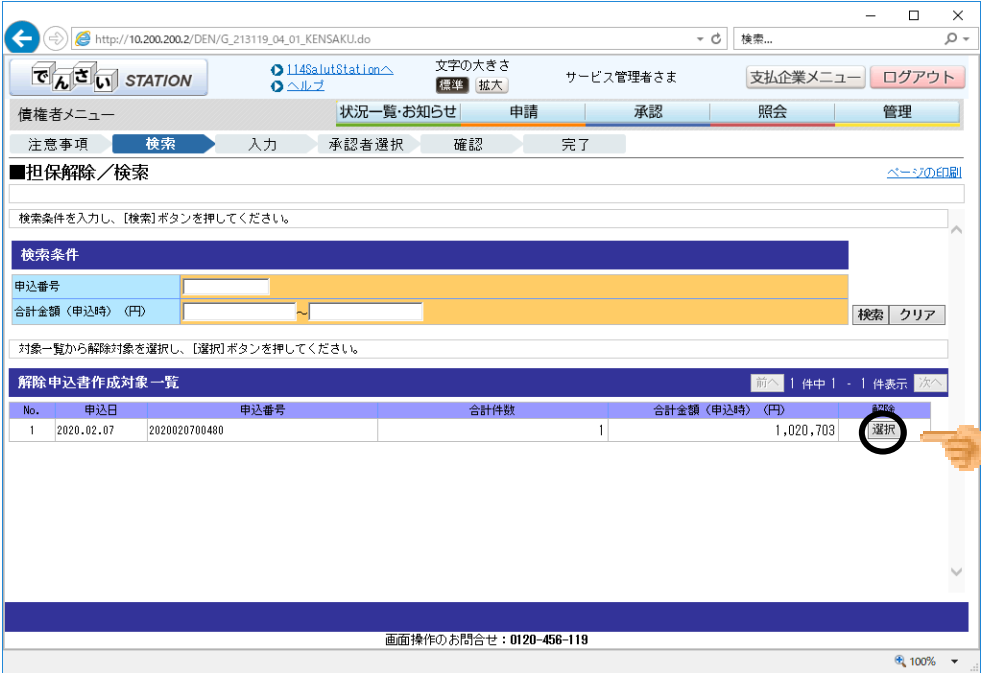 http://10.200.200.2/DEN/G_213119_04_01_KENSAKU.do
検索...
でんさい STATION
114SalutStationへ
ヘルプ
文字の大きさ
標準 拡大
サービス管理者さま
支払企業メニュー
ログアウト
債権者メニュー
状況一覧・お知らせ 申請 承認 照会 管理
注意事項 検索 入力 承認者選択 確認 完了
■担保解除／検索
ページの印刷
検索条件を入力し、[検索]ボタンを押してください。
検索条件
申込番号
合計金額（申込時）（円） ～
検索 クリア
対象一覧から解除対象を選択し、[選択]ボタンを押してください。
解除申込書作成対象一覧
前へ 1 件中 1 - 1 件表示 次へ
No. 申込日 申込番号 合計件数 合計金額（申込時）（円） 解除
1 2020.02.07 2020020700480 1 1,020,703 選択
画面操作のお問合せ：0120-456-119
100%